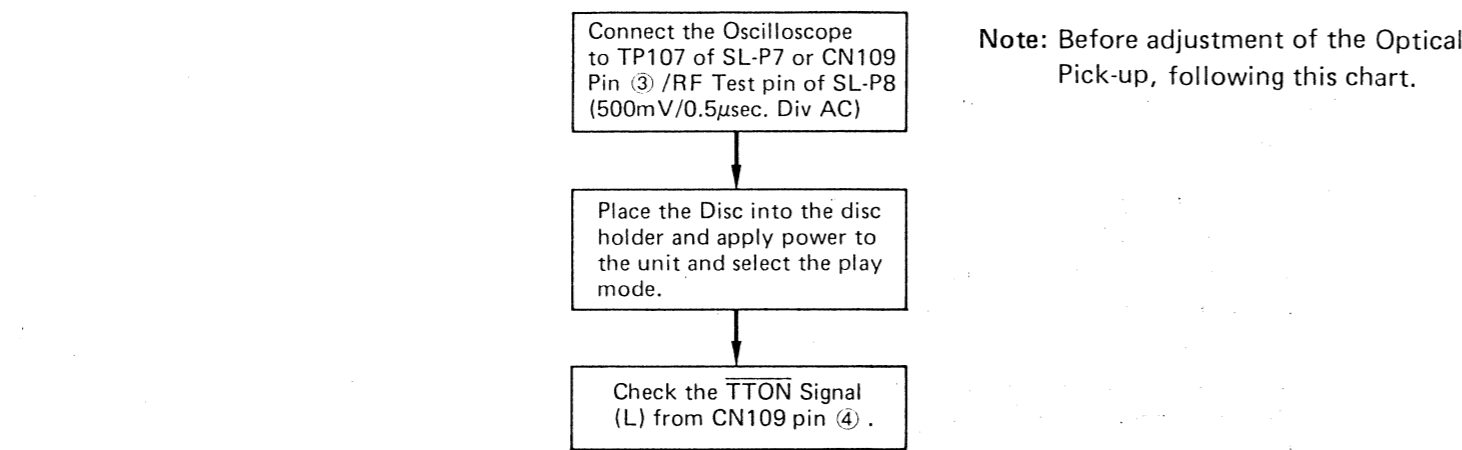 Connect the Oscilloscope
to TP107 of SL-P7 or CN109
Pin ③ /RF Test pin of SL-P8
(500mV/0.5μsec. Div AC)
Note: Before adjustment of the Optical
Pick-up, following this chart.
Place the Disc into the disc
holder and apply power to
the unit and select the play
mode.
Check the T̅T̅O̅N̅ Signal
(L) from CN109 pin ④ .